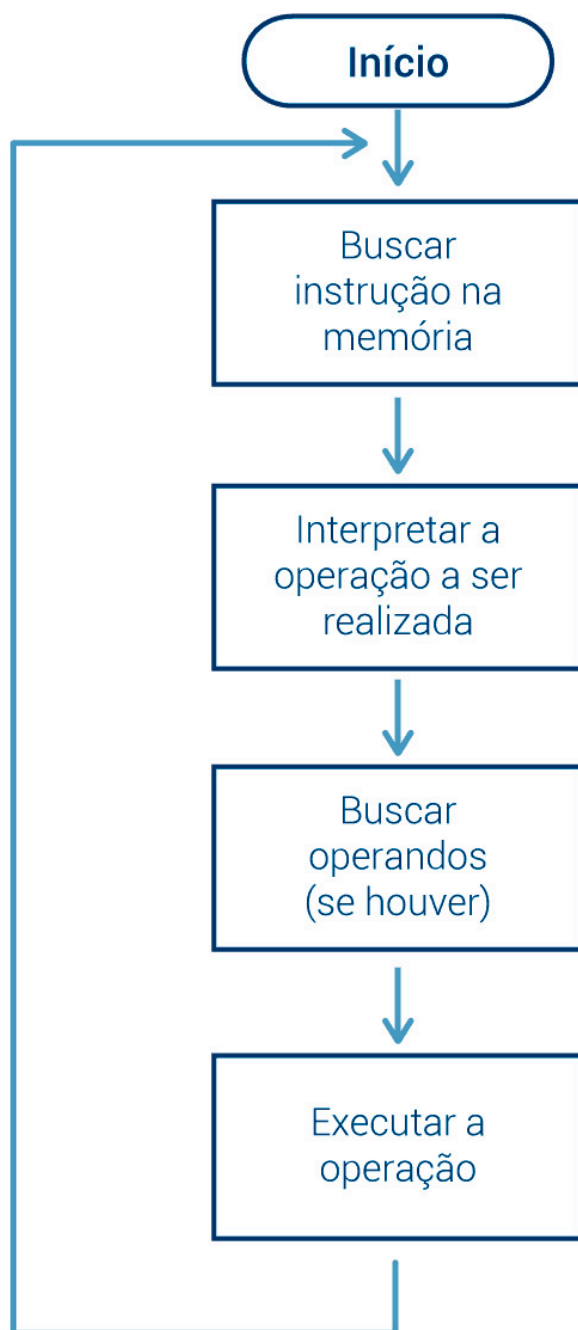 Início
Buscar
instrução na
memória
Interpretar a
operação a ser
realizada
Buscar
operandos
(se houver)
Executar a
operação